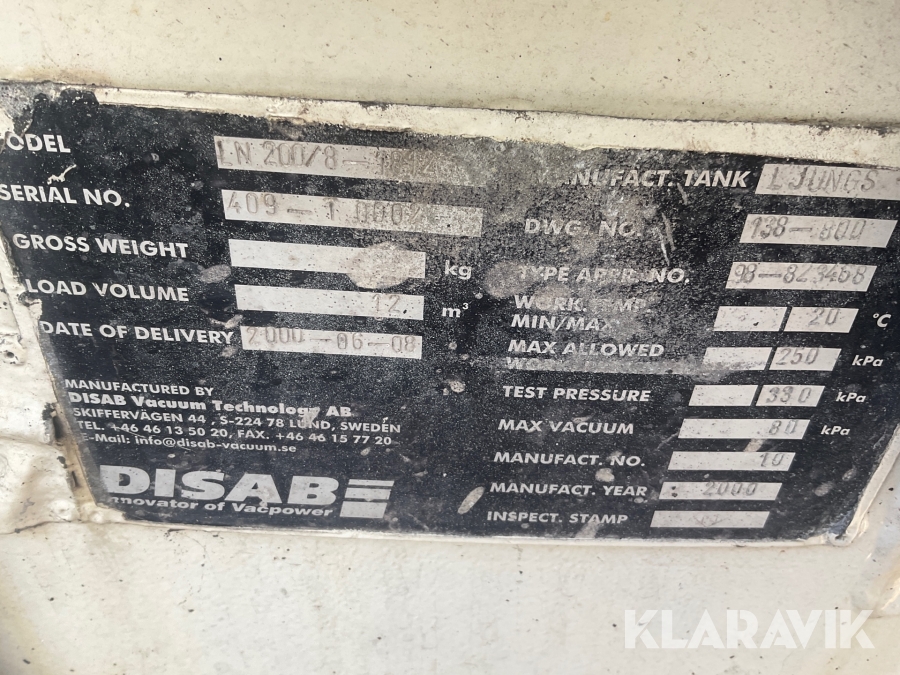 MODEL LN 200/8-
SERIAL NO. 409-1
GROSS WEIGHT kg
LOAD VOLUME 12 m³
DATE OF DELIVERY 2000-06-08
MANUFACTURED BY
DISAB Vacuum Technology AB
SKIFFERVÄGEN 44, S-224 78 LUND, SWEDEN
TEL. +46 46 13 50 20, FAX. +46 46 15 77 20
E-Mail: info@disab-vacuum.se
DISAB
Innovator of Vacpower
MANUFACT. TANK LJUNGS
DWG. NO. 138-800
TYPE APPR. NO.
WORK. TEMP.
MIN/MAX 20 °C
MAX ALLOWED
250 kPa
TEST PRESSURE 330 kPa
MAX VACUUM 80 kPa
MANUFACT. NO. 10
MANUFACT. YEAR 2000
INSPECT. STAMP
KLARAVIK